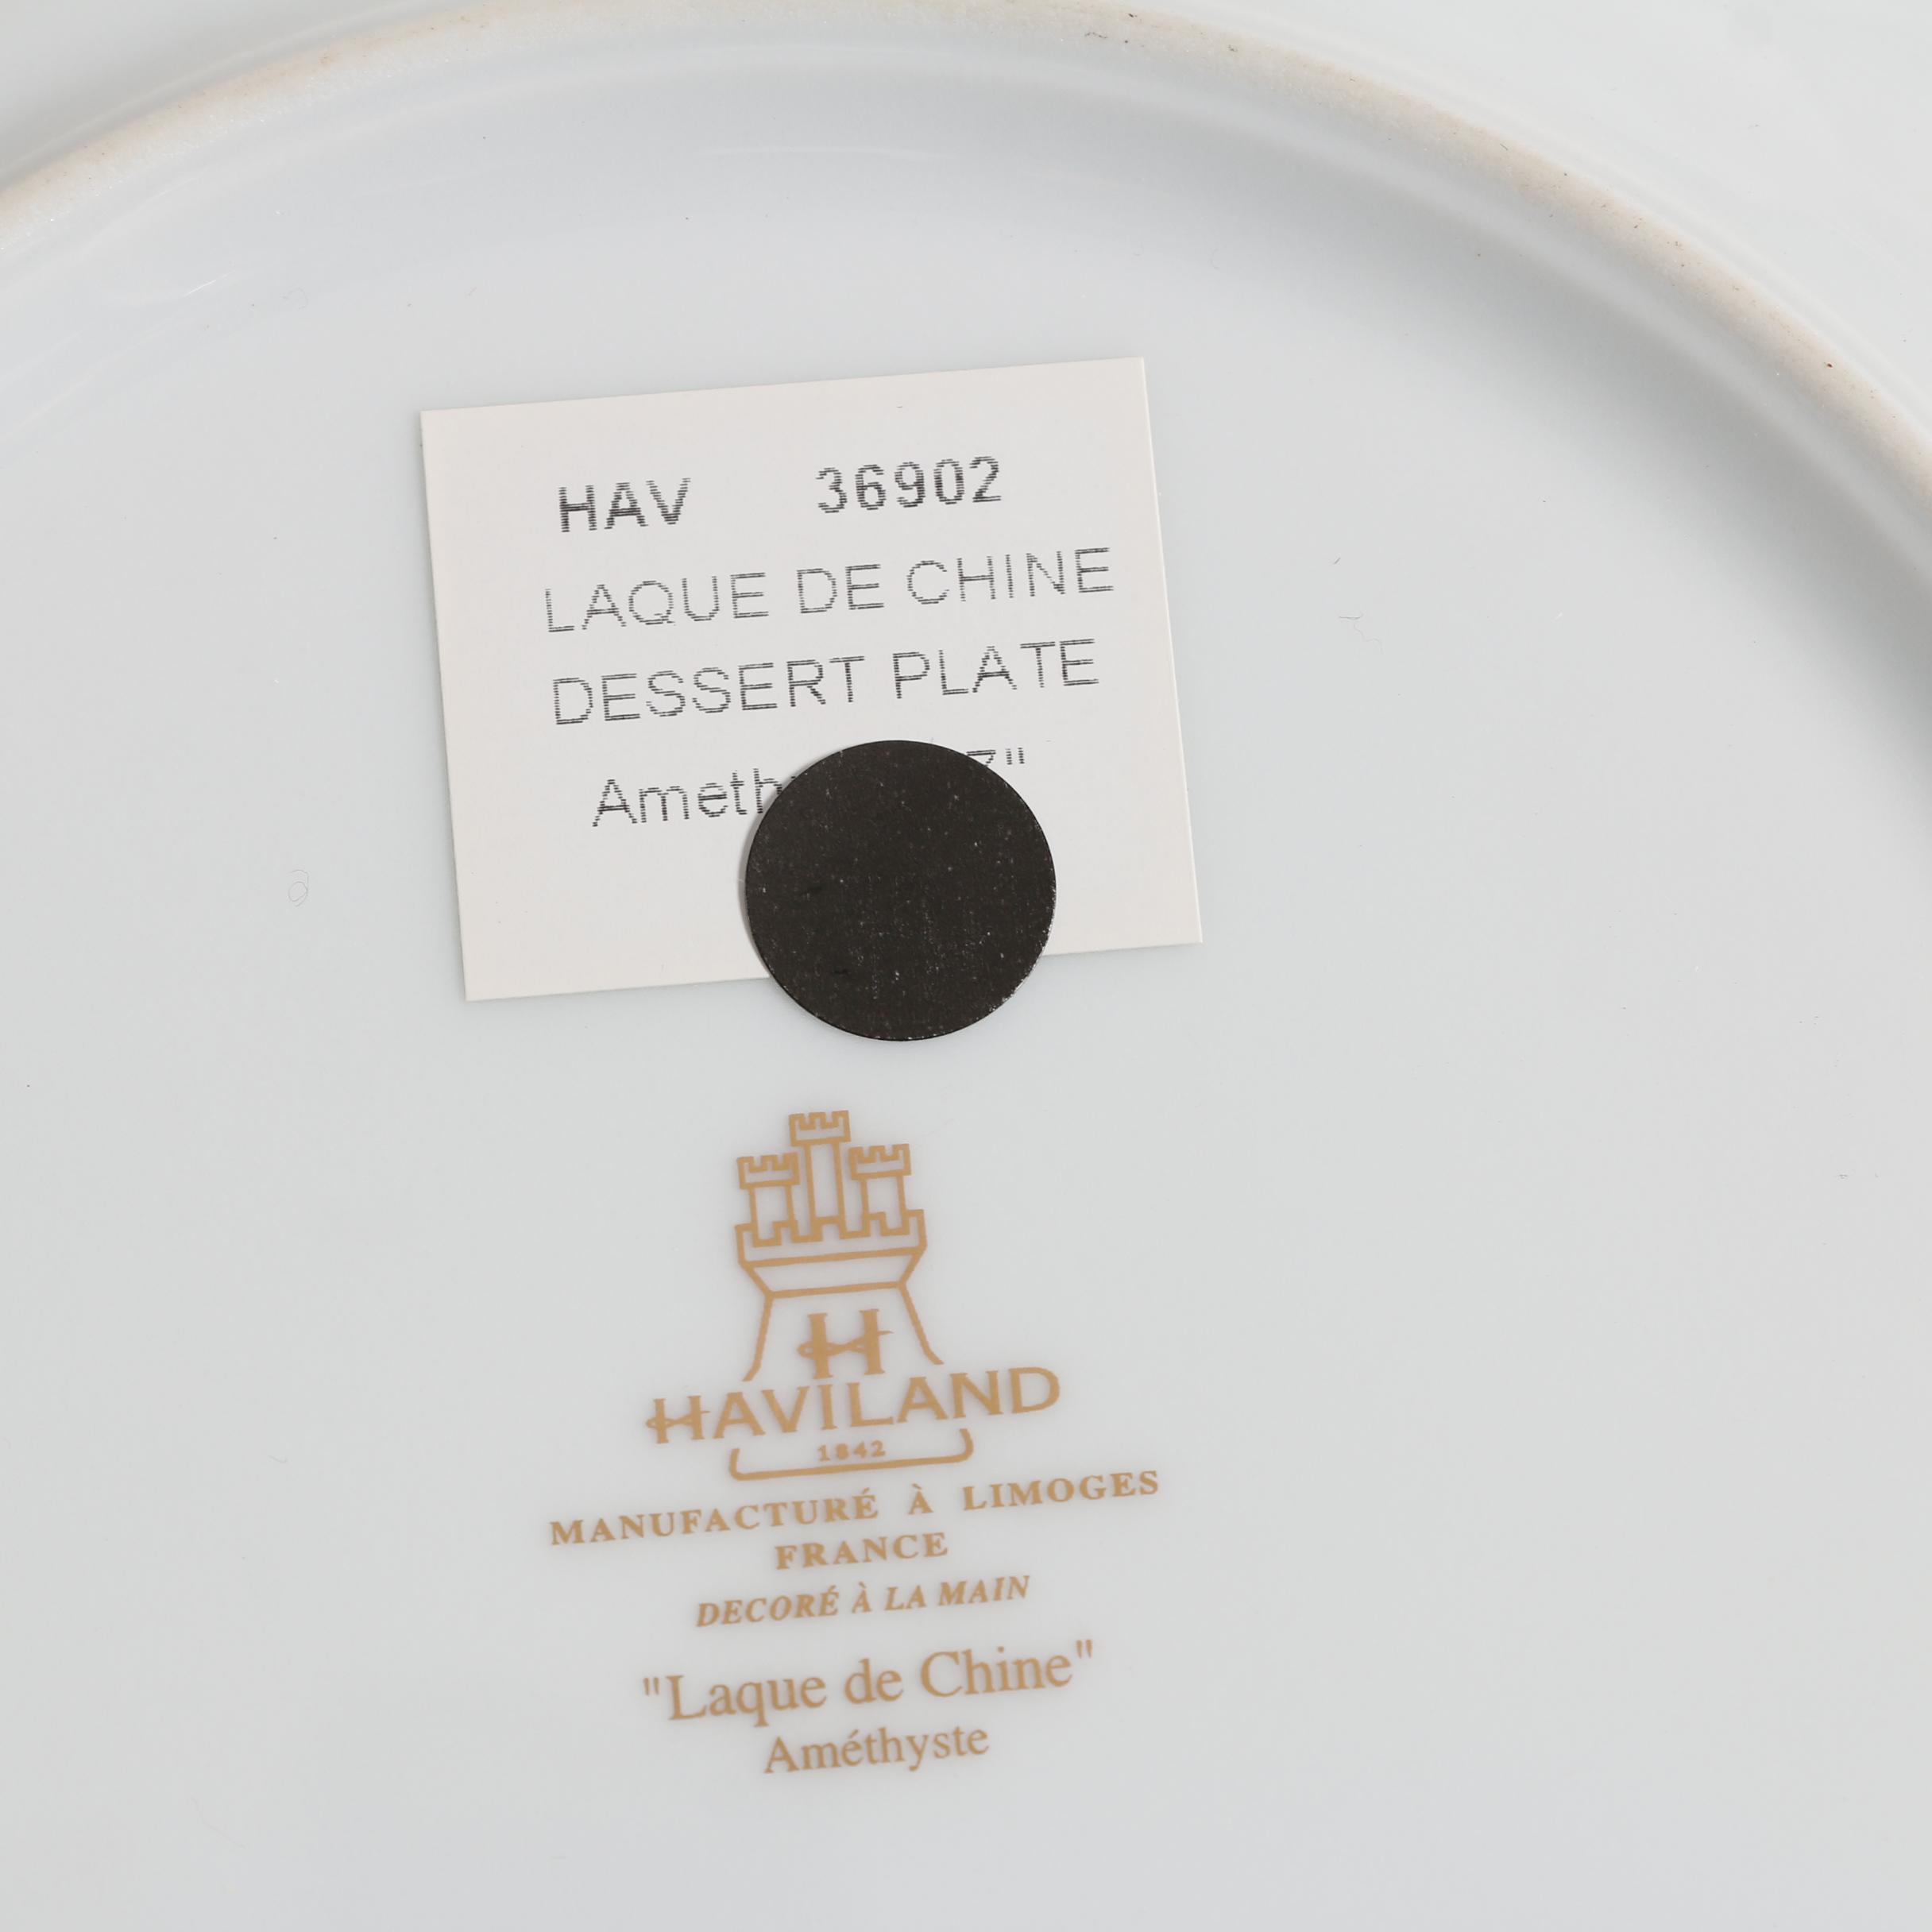 HAV 36902
LAQUE DE CHINE
DESSERT PLATE
H
HAVILAND
1842
MANUFACTURÉ À LIMOGES
FRANCE
DECORÉ À LA MAIN
"Laque de Chine"
Améthyste